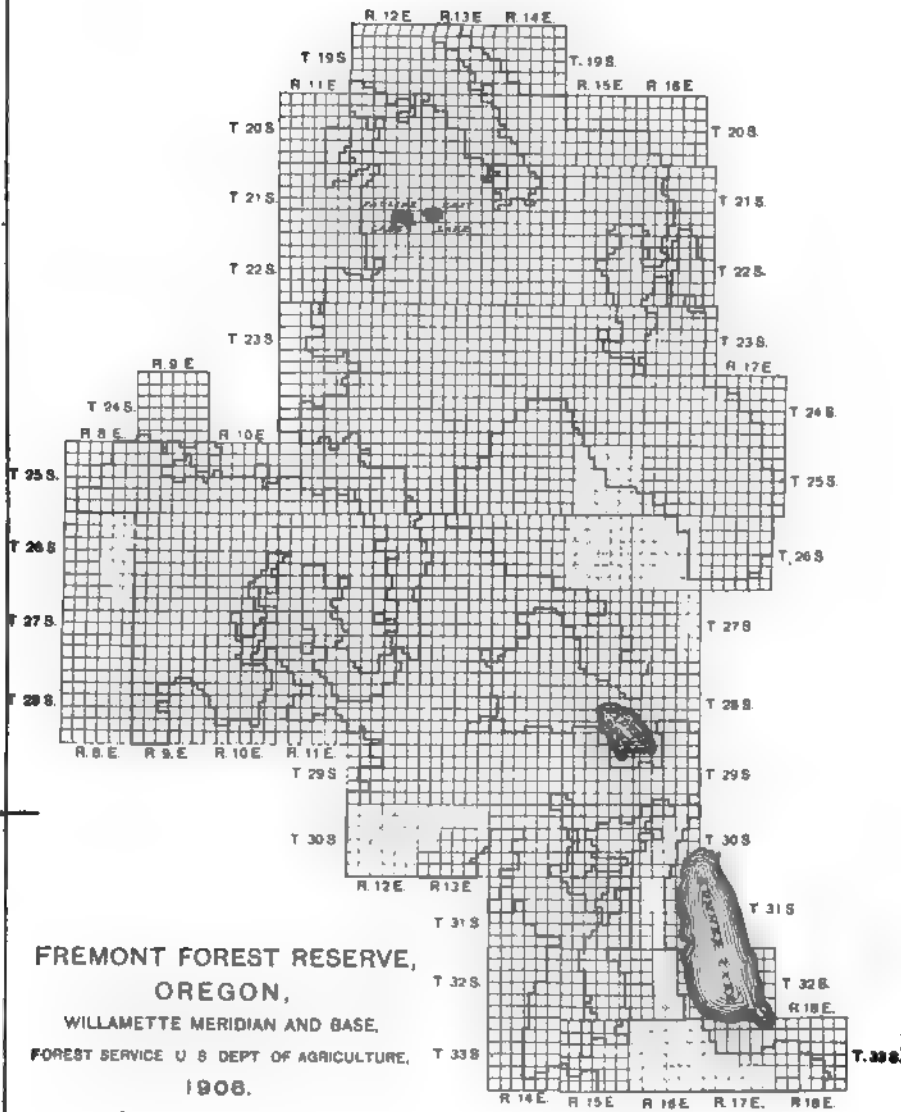 R. 12 E. R. 13 E. R. 14 E.
T 19 S T. 19 S.
R. 11 E R. 15 E. R. 16 E.
T 20 S. T 20 S.
T 21 S T 21 S.
EAST
LAKE
T 22 S. T 22 S.
T 23 S T 23 S.
R. 9 E R. 17 E.
T 24 S. T 24 S.
R. 8 E. R. 10 E.
T 25 S. T 25 S.
T 26 S T. 26 S
T 27 S. T 27 S
T 28 S. T 28 S.
R. 8 E. R. 9 E. R. 10 E. R. 11 E.
T 29 S T 29 S
T 30 S T 30 S
R. 12 E. R 13 E
T 31 S T 31 S
FREMONT FOREST RESERVE,
OREGON,
T 32 S. T 32 S.
R 18 E.
WILLAMETTE MERIDIAN AND BASE,
FOREST SERVICE U S DEPT OF AGRICULTURE,
T 33 S T. 33 S.
1906.
R 14 E. R 15 E R. 16 E R. 17 E. R 18 E.